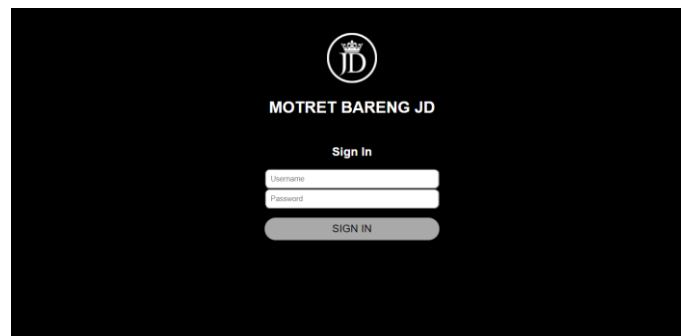 JD
MOTRET BARENG JD
Sign In
Username
Password
SIGN IN